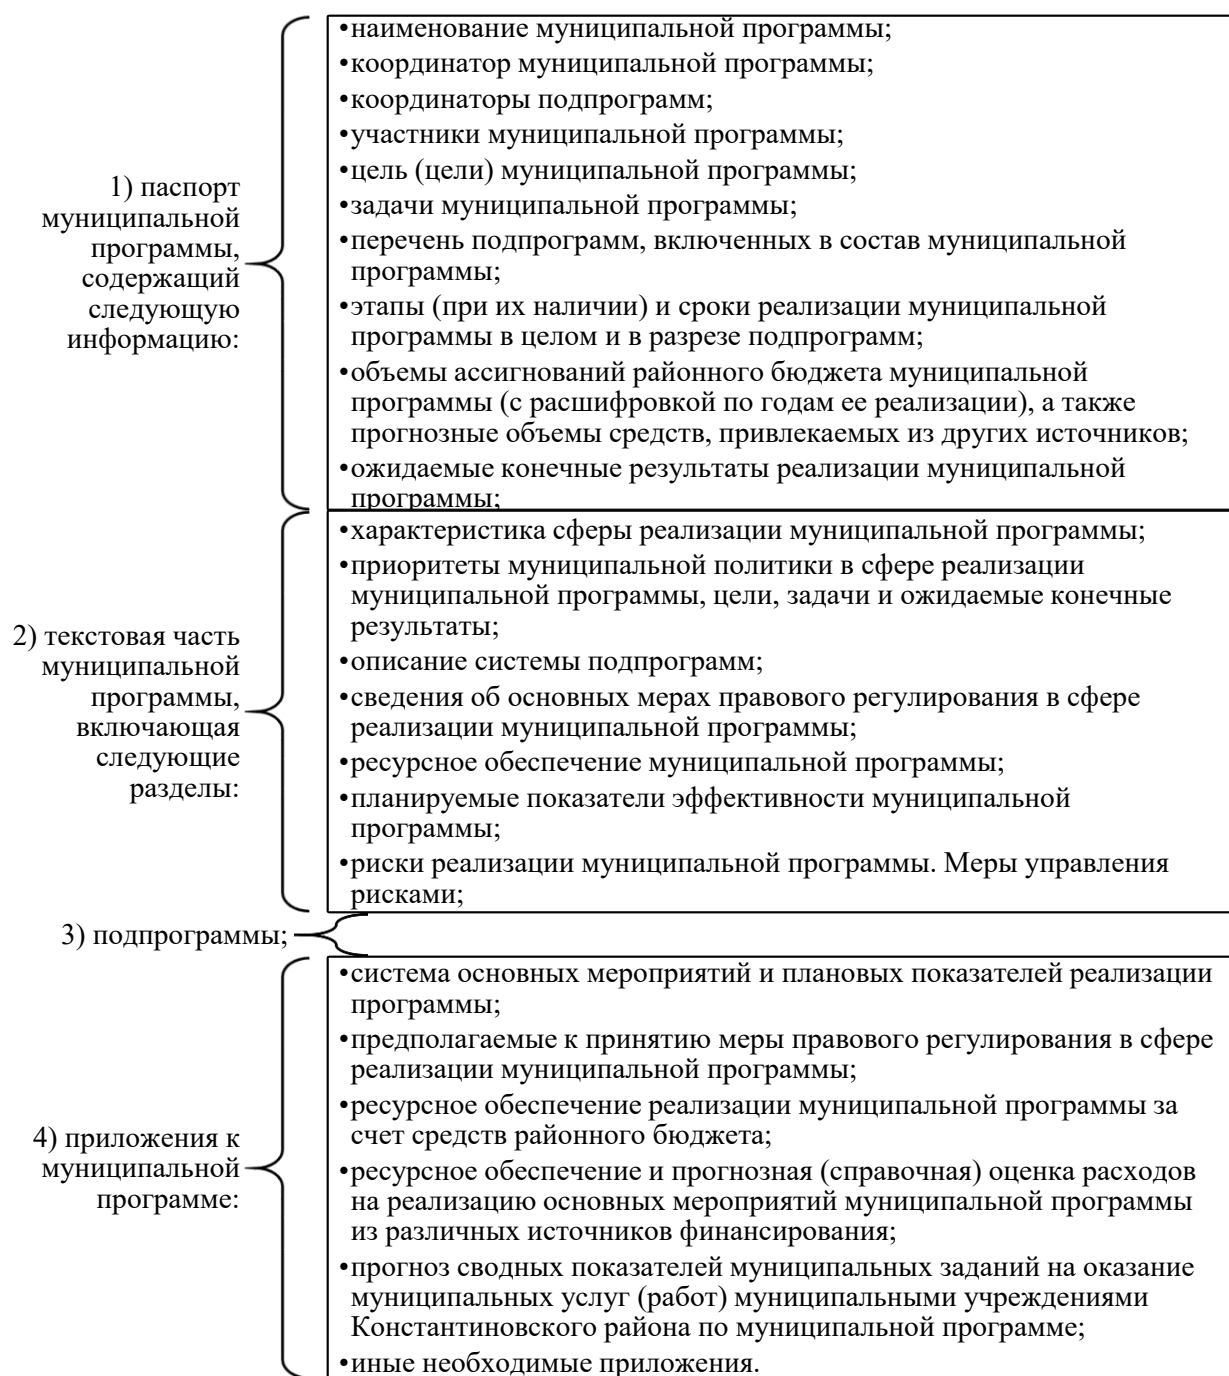 1) паспорт
муниципальной
программы,
содержащий
следующую
информацию:
•наименование муниципальной программы;
•координатор муниципальной программы;
•координаторы подпрограмм;
•участники муниципальной программы;
•цель (цели) муниципальной программы;
•задачи муниципальной программы;
•перечень подпрограмм, включенных в состав муниципальной
программы;
•этапы (при их наличии) и сроки реализации муниципальной
программы в целом и в разрезе подпрограмм;
•объемы ассигнований районного бюджета муниципальной
программы (с расшифровкой по годам ее реализации), а также
прогнозные объемы средств, привлекаемых из других источников;
•ожидаемые конечные результаты реализации муниципальной
программы;
2) текстовая часть
муниципальной
программы,
включающая
следующие
разделы:
•характеристика сферы реализации муниципальной программы;
•приоритеты муниципальной политики в сфере реализации
муниципальной программы, цели, задачи и ожидаемые конечные
результаты;
•описание системы подпрограмм;
•сведения об основных мерах правового регулирования в сфере
реализации муниципальной программы;
•ресурсное обеспечение муниципальной программы;
•планируемые показатели эффективности муниципальной
программы;
•риски реализации муниципальной программы. Меры управления
рисками;
3) подпрограммы;
4) приложения к
муниципальной
программе:
•система основных мероприятий и плановых показателей реализации
программы;
•предполагаемые к принятию меры правового регулирования в сфере
реализации муниципальной программы;
•ресурсное обеспечение реализации муниципальной программы за
счет средств районного бюджета;
•ресурсное обеспечение и прогнозная (справочная) оценка расходов
на реализацию основных мероприятий муниципальной программы
из различных источников финансирования;
•прогноз сводных показателей муниципальных заданий на оказание
муниципальных услуг (работ) муниципальными учреждениями
Константиновского района по муниципальной программе;
•иные необходимые приложения.